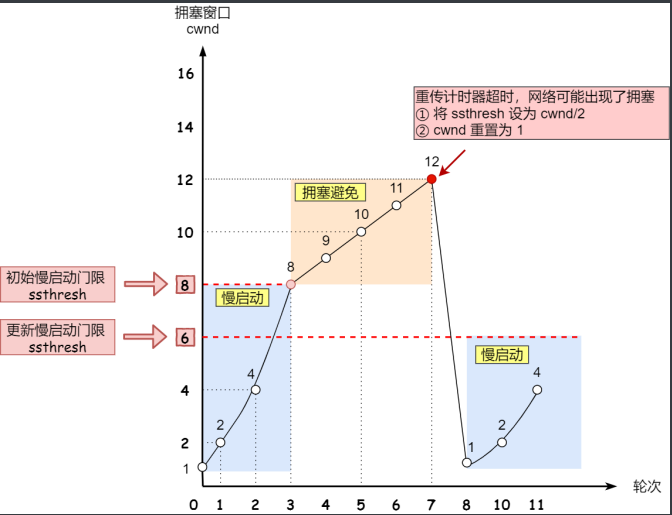 拥塞窗口
cwnd
16
14
12
10
8
6
4
2
1
重传计时器超时，网络可能出现了拥塞
① 将 ssthresh 设为 cwnd/2
② cwnd 重置为 1
12
拥塞避免
11
10
9
8
初始慢启动门限
ssthresh
慢启动
更新慢启动门限
ssthresh
慢启动
4
2
4
2
1
轮次
0 1 2 3 4 5 6 7 8 10 11